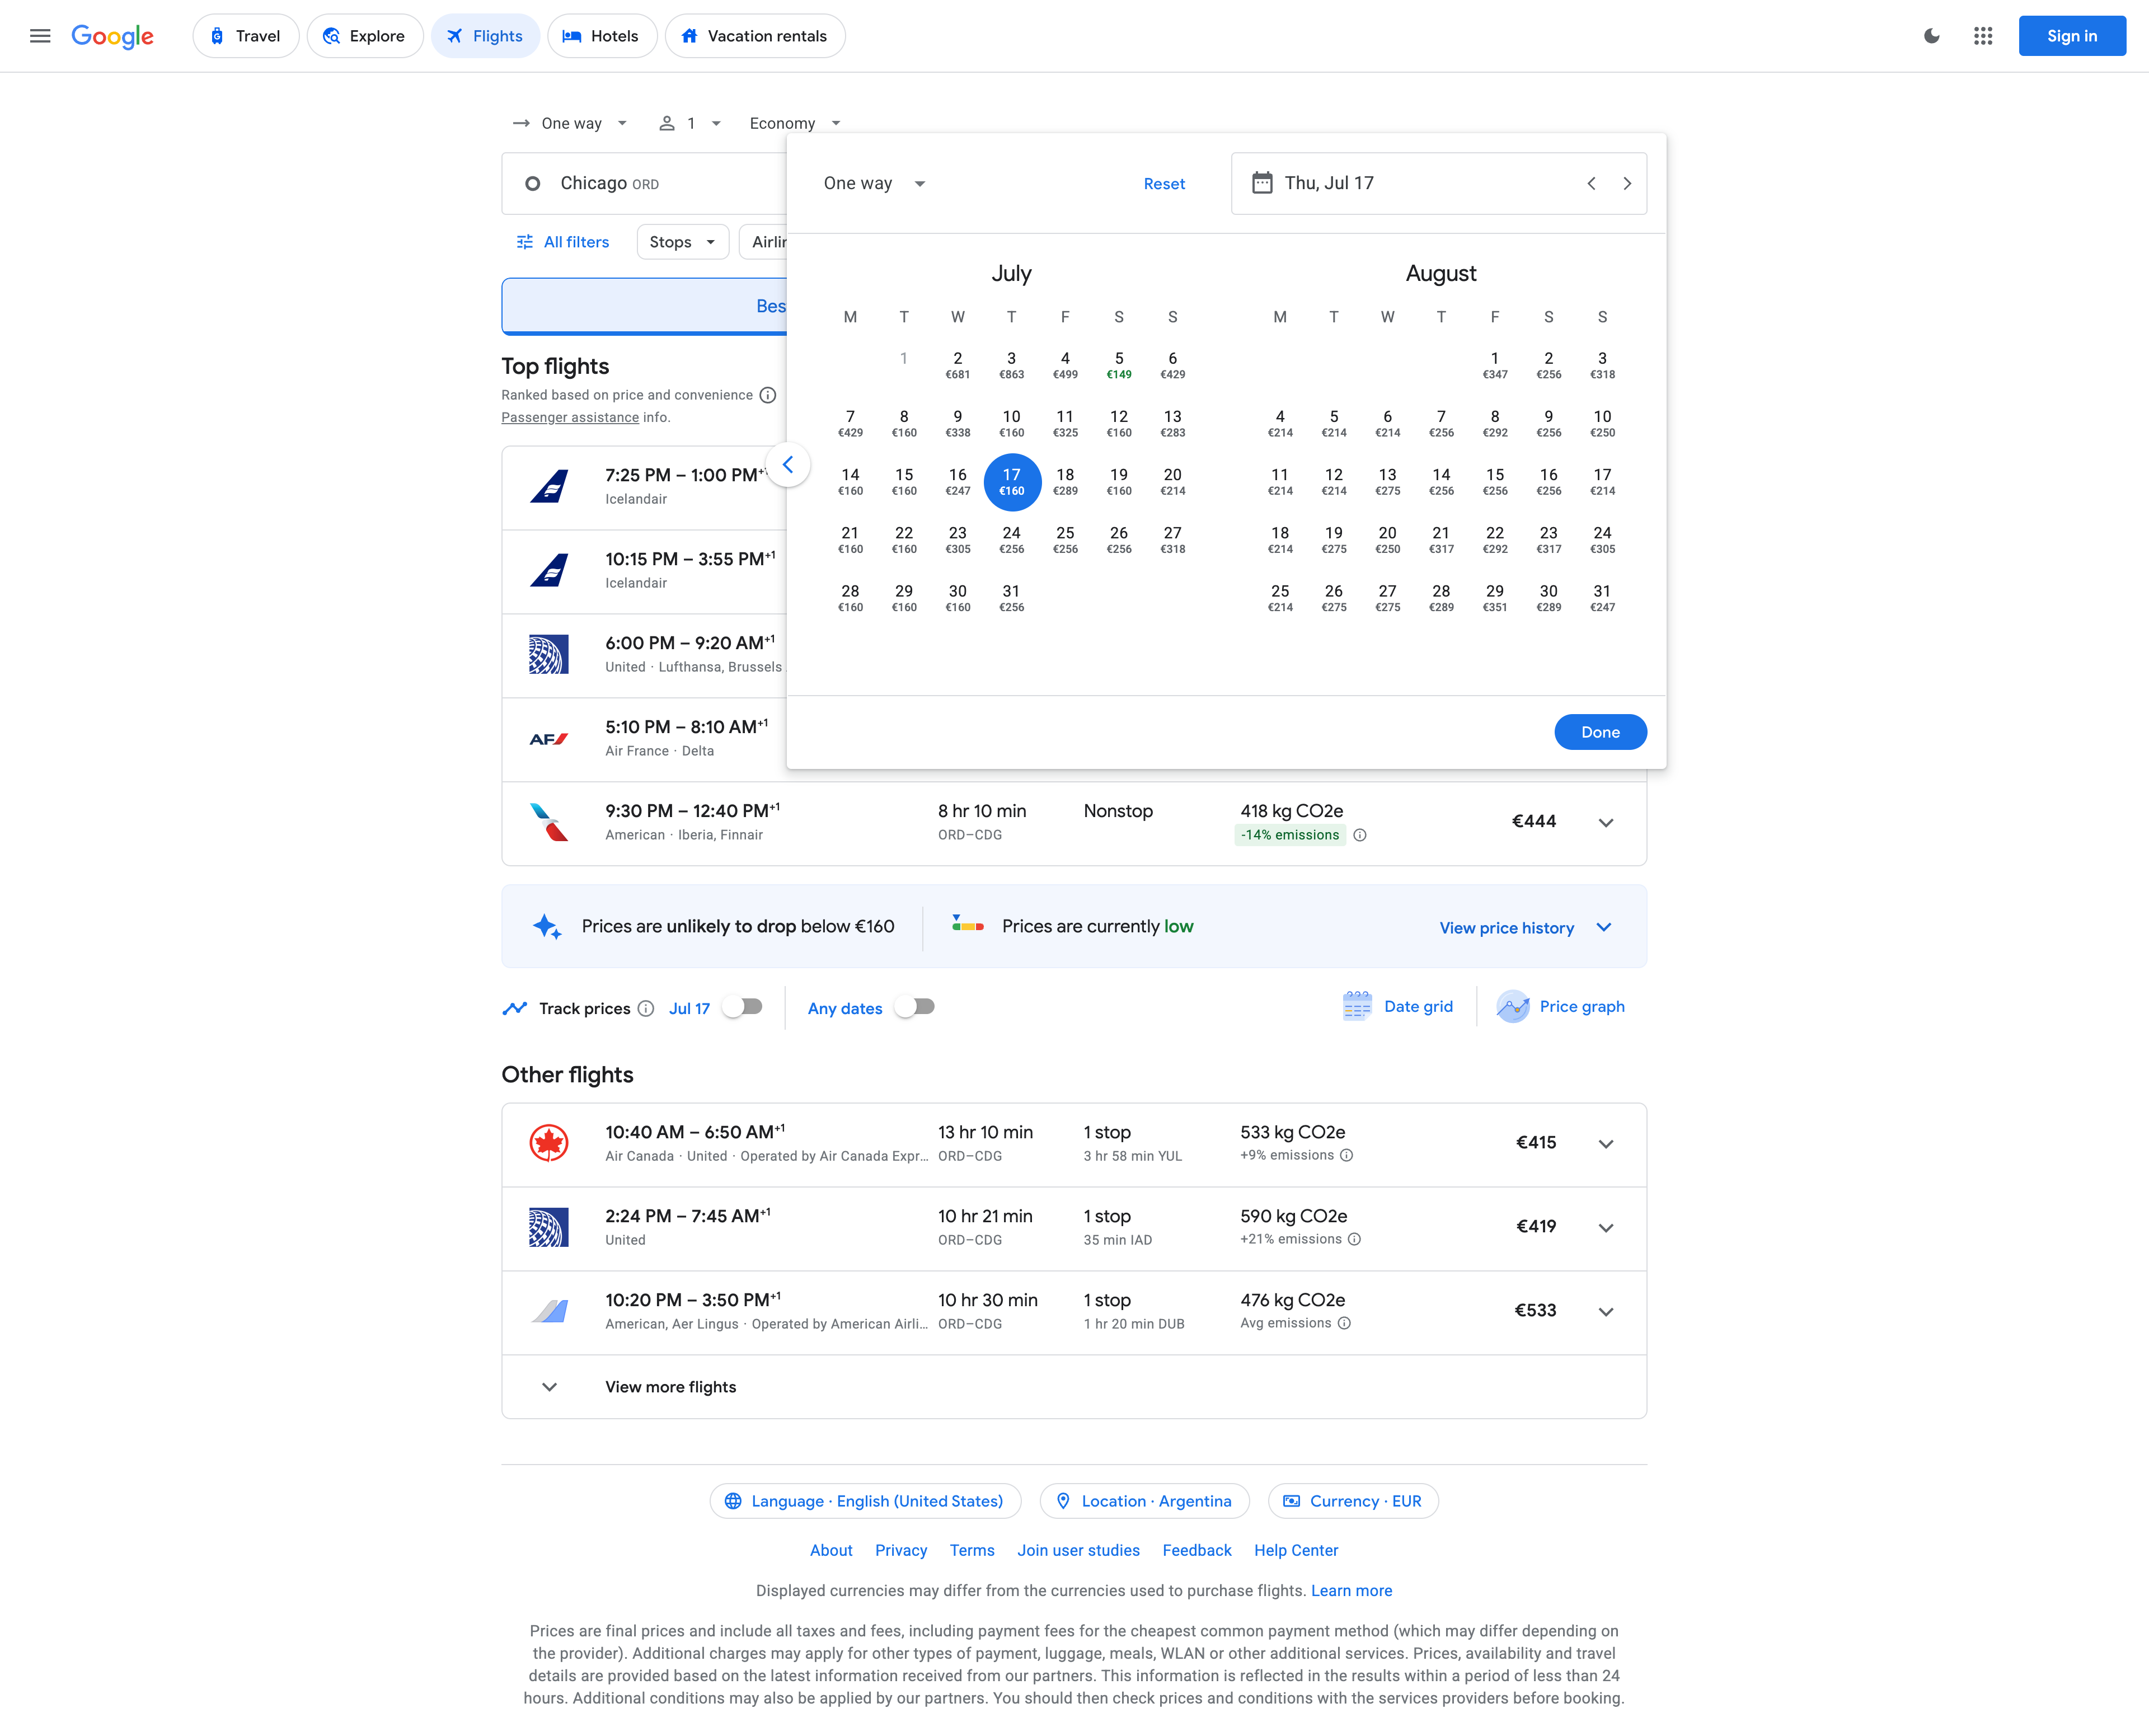 Google
Travel
Explore
Flights
Hotels
Vacation rentals
Sign in
One way
1
Economy
Chicago ORD
All filters
Stops
Airlin
Bes
Top flights
Ranked based on price and convenience
Passenger assistance info.
7:25 PM – 1:00 PM+1
Icelandair
10:15 PM – 3:55 PM+1
Icelandair
6:00 PM – 9:20 AM+1
United · Lufthansa, Brussels
5:10 PM – 8:10 AM+1
Air France · Delta
One way
Reset
Thu, Jul 17
July
M T W T F S S
1 2 3 4 5 6
€681 €863 €499 €149 €429
7 8 9 10 11 12 13
€429 €160 €338 €160 €325 €160 €283
14 15 16 17 18 19 20
€160 €160 €247 €160 €289 €160 €214
21 22 23 24 25 26 27
€160 €160 €305 €256 €256 €256 €318
28 29 30 31
€160 €160 €160 €256
August
M T W T F S S
1 2 3
€347 €256 €318
4 5 6 7 8 9 10
€214 €214 €214 €256 €292 €256 €250
11 12 13 14 15 16 17
€214 €214 €275 €256 €256 €256 €214
18 19 20 21 22 23 24
€214 €275 €250 €317 €292 €317 €305
25 26 27 28 29 30 31
€214 €275 €275 €289 €351 €289 €247
Done
AF
9:30 PM – 12:40 PM+1 8 hr 10 min Nonstop 418 kg CO2e €444
American · Iberia, Finnair ORD–CDG -14% emissions
Prices are unlikely to drop below €160
Prices are currently low
View price history
Track prices Jul 17
Any dates
Date grid
Price graph
Other flights
10:40 AM – 6:50 AM+1 13 hr 10 min 1 stop 533 kg CO2e €415
Air Canada · United · Operated by Air Canada Expr... ORD–CDG 3 hr 58 min YUL +9% emissions
2:24 PM – 7:45 AM+1 10 hr 21 min 1 stop 590 kg CO2e €419
United ORD–CDG 35 min IAD +21% emissions
10:20 PM – 3:50 PM+1 10 hr 30 min 1 stop 476 kg CO2e €533
American, Aer Lingus · Operated by American Airli... ORD–CDG 1 hr 20 min DUB Avg emissions
View more flights
Language · English (United States)
Location · Argentina
Currency · EUR
About Privacy Terms Join user studies Feedback Help Center
Displayed currencies may differ from the currencies used to purchase flights. Learn more
Prices are final prices and include all taxes and fees, including payment fees for the cheapest common payment method (which may differ depending on
the provider). Additional charges may apply for other types of payment, luggage, meals, WLAN or other additional services. Prices, availability and travel
details are provided based on the latest information received from our partners. This information is reflected in the results within a period of less than 24
hours. Additional conditions may also be applied by our partners. You should then check prices and conditions with the services providers before booking.